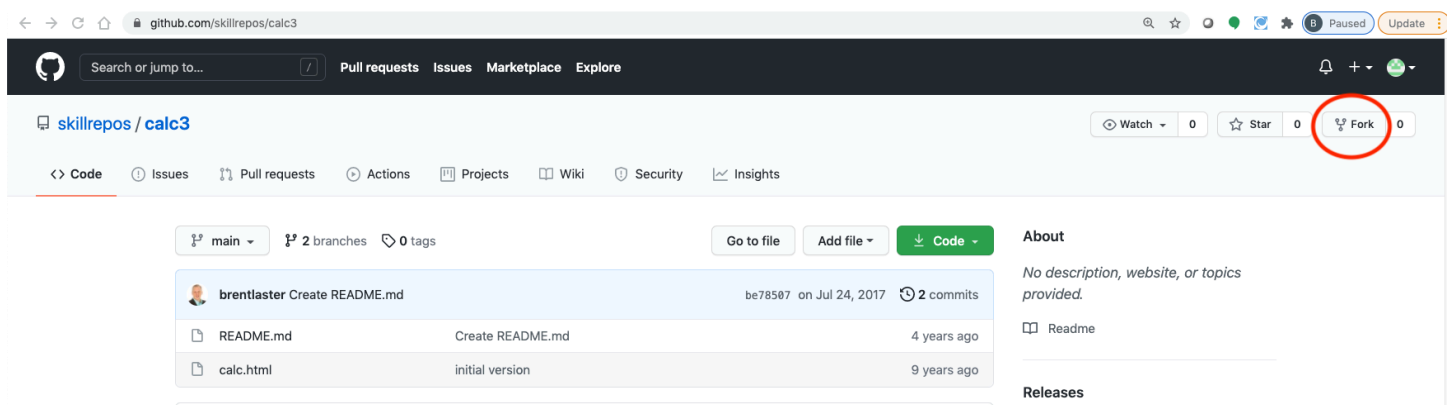 github.com/skillrepos/calc3 B Paused Update
Search or jump to... / Pull requests Issues Marketplace Explore
skillrepos / calc3 Watch 0 Star 0 Fork 0
<> Code Issues Pull requests Actions Projects Wiki Security Insights
main 2 branches 0 tags Go to file Add file Code
About
No description, website, or topics
provided.
Readme
Releases
brentlaster Create README.md be78507 on Jul 24, 2017 2 commits
README.md Create README.md 4 years ago
calc.html initial version 9 years ago